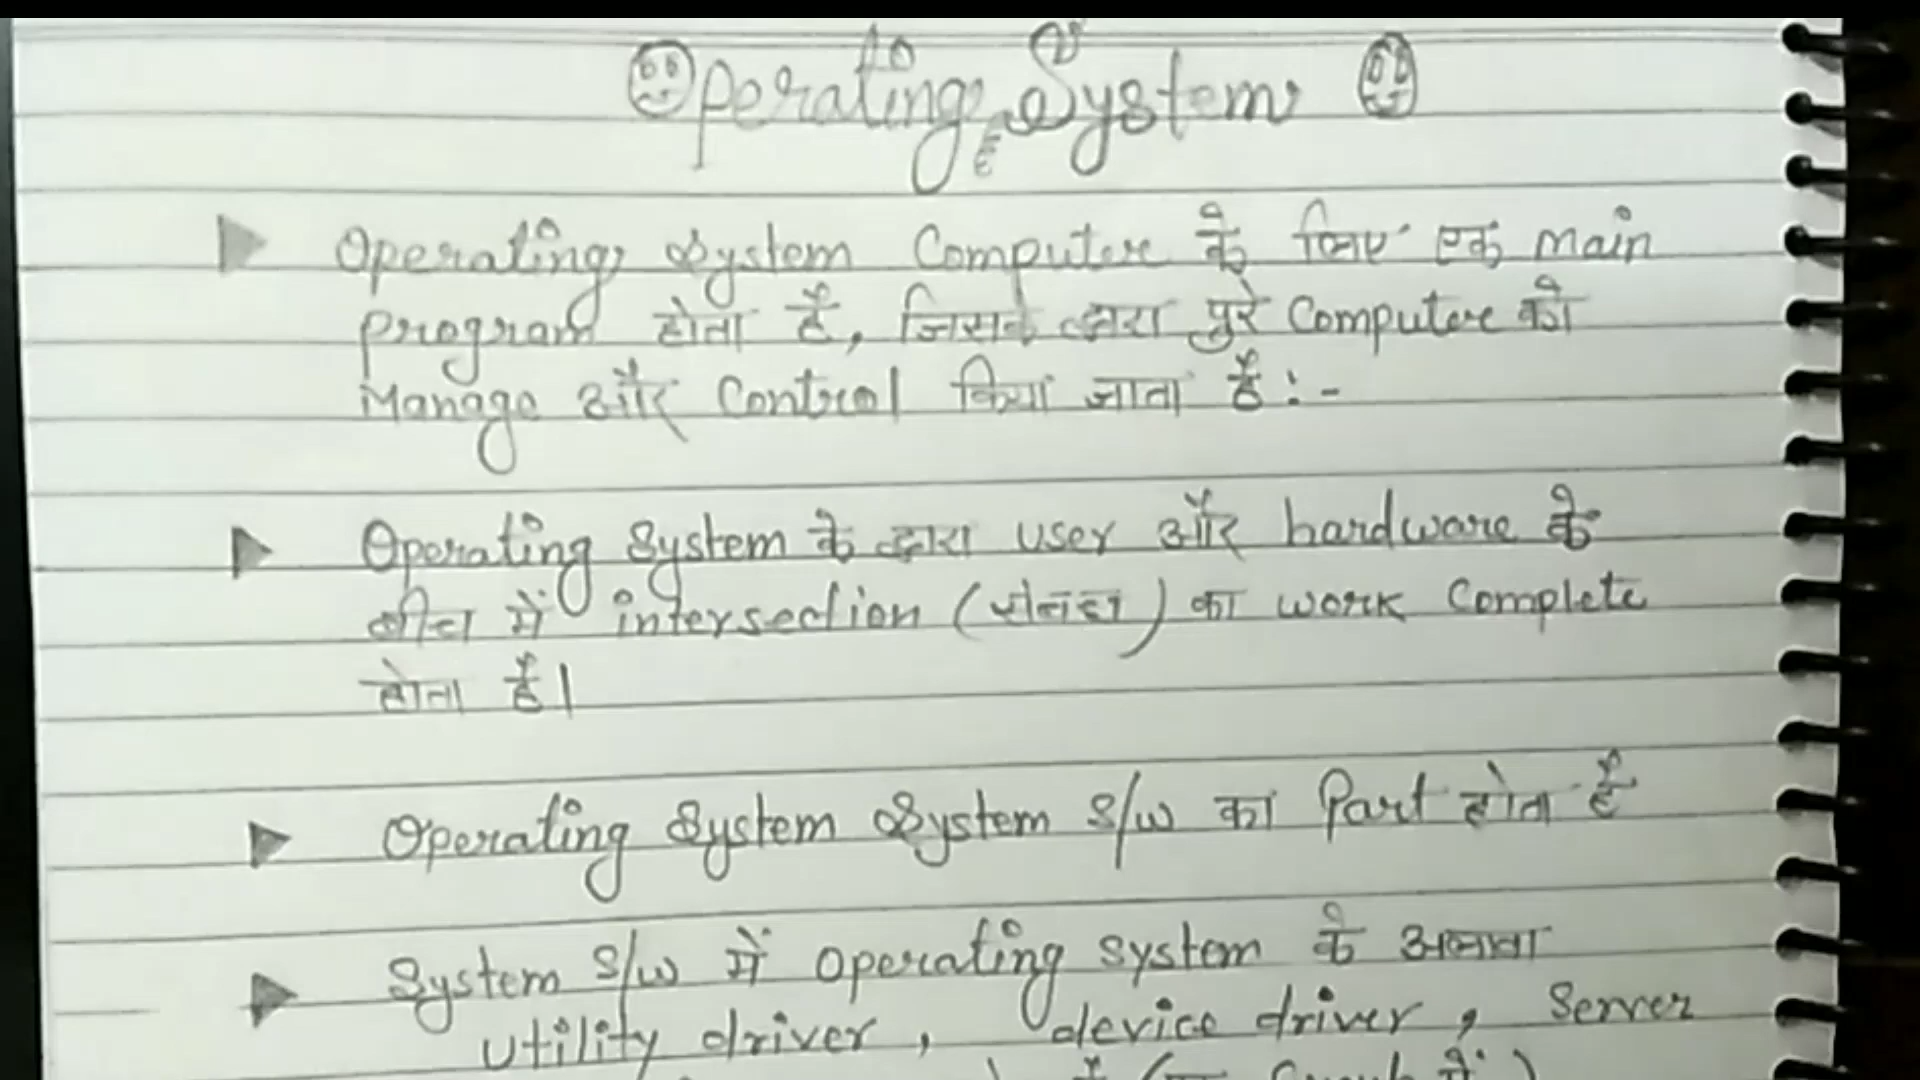 Operating System
Operating System Computer के लिए एक main
program होता है, जिसके द्वारा पुरे Computer को
Manage और Control किया जाता है:-
Operating System के द्वारा user और hardware के
बीच में intersection ( ) का work Complete
होता है।
Operating System System S/w का Part होता है
System S/w में Operating System के अलावा
utility driver, device driver, Server